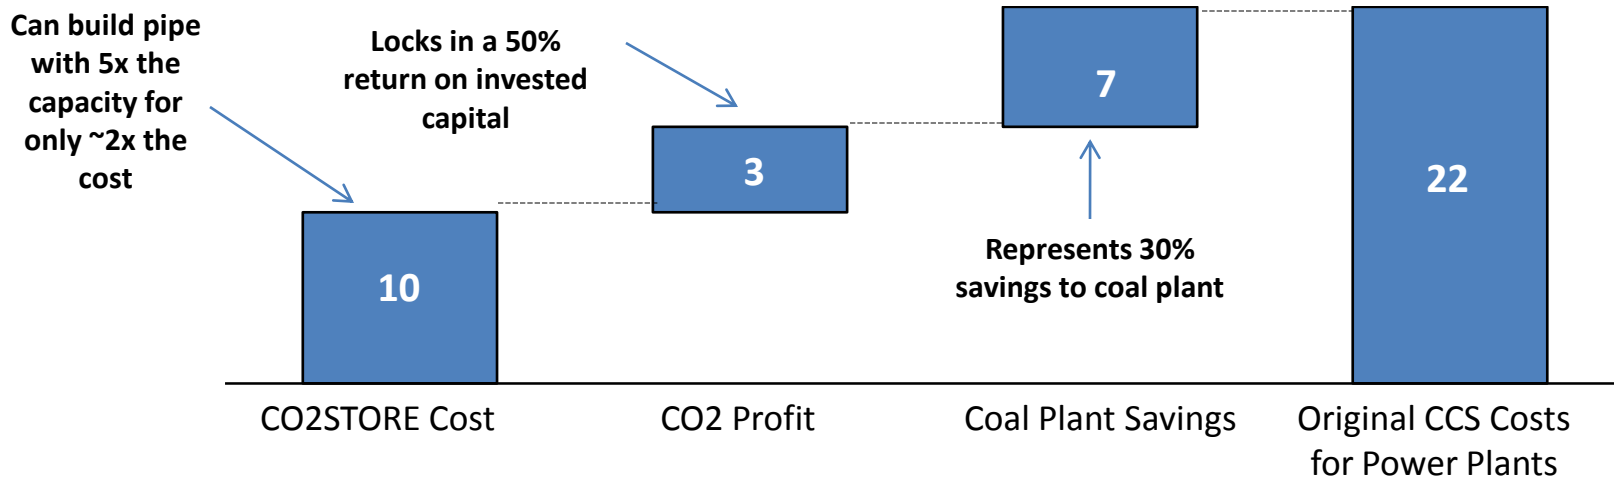 Can build pipe
with 5x the
capacity for
only ~2x the
cost
Locks in a 50%
return on invested
capital
7
3
22
Represents 30%
savings to coal plant
10
CO2STORE Cost
CO2 Profit
Coal Plant Savings
Original CCS Costs
for Power Plants